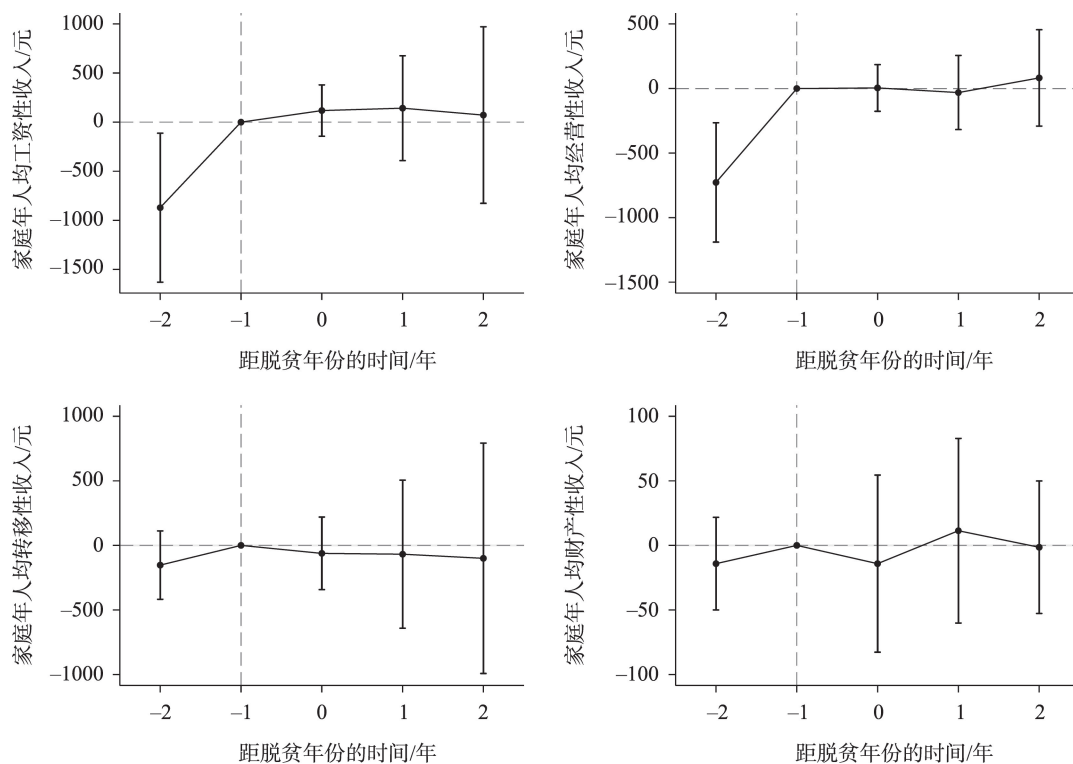 家庭年人均工资性收入/元
1000
500
0
–500
–1000
–1500
–2 –1 0 1 2
距脱贫年份的时间/年
家庭年人均经营性收入/元
500
0
–500
–1000
–1500
–2 –1 0 1 2
距脱贫年份的时间/年
家庭年人均转移性收入/元
1000
500
0
–500
–1000
–2 –1 0 1 2
距脱贫年份的时间/年
家庭年人均财产性收入/元
100
50
0
–50
–100
–2 –1 0 1 2
距脱贫年份的时间/年